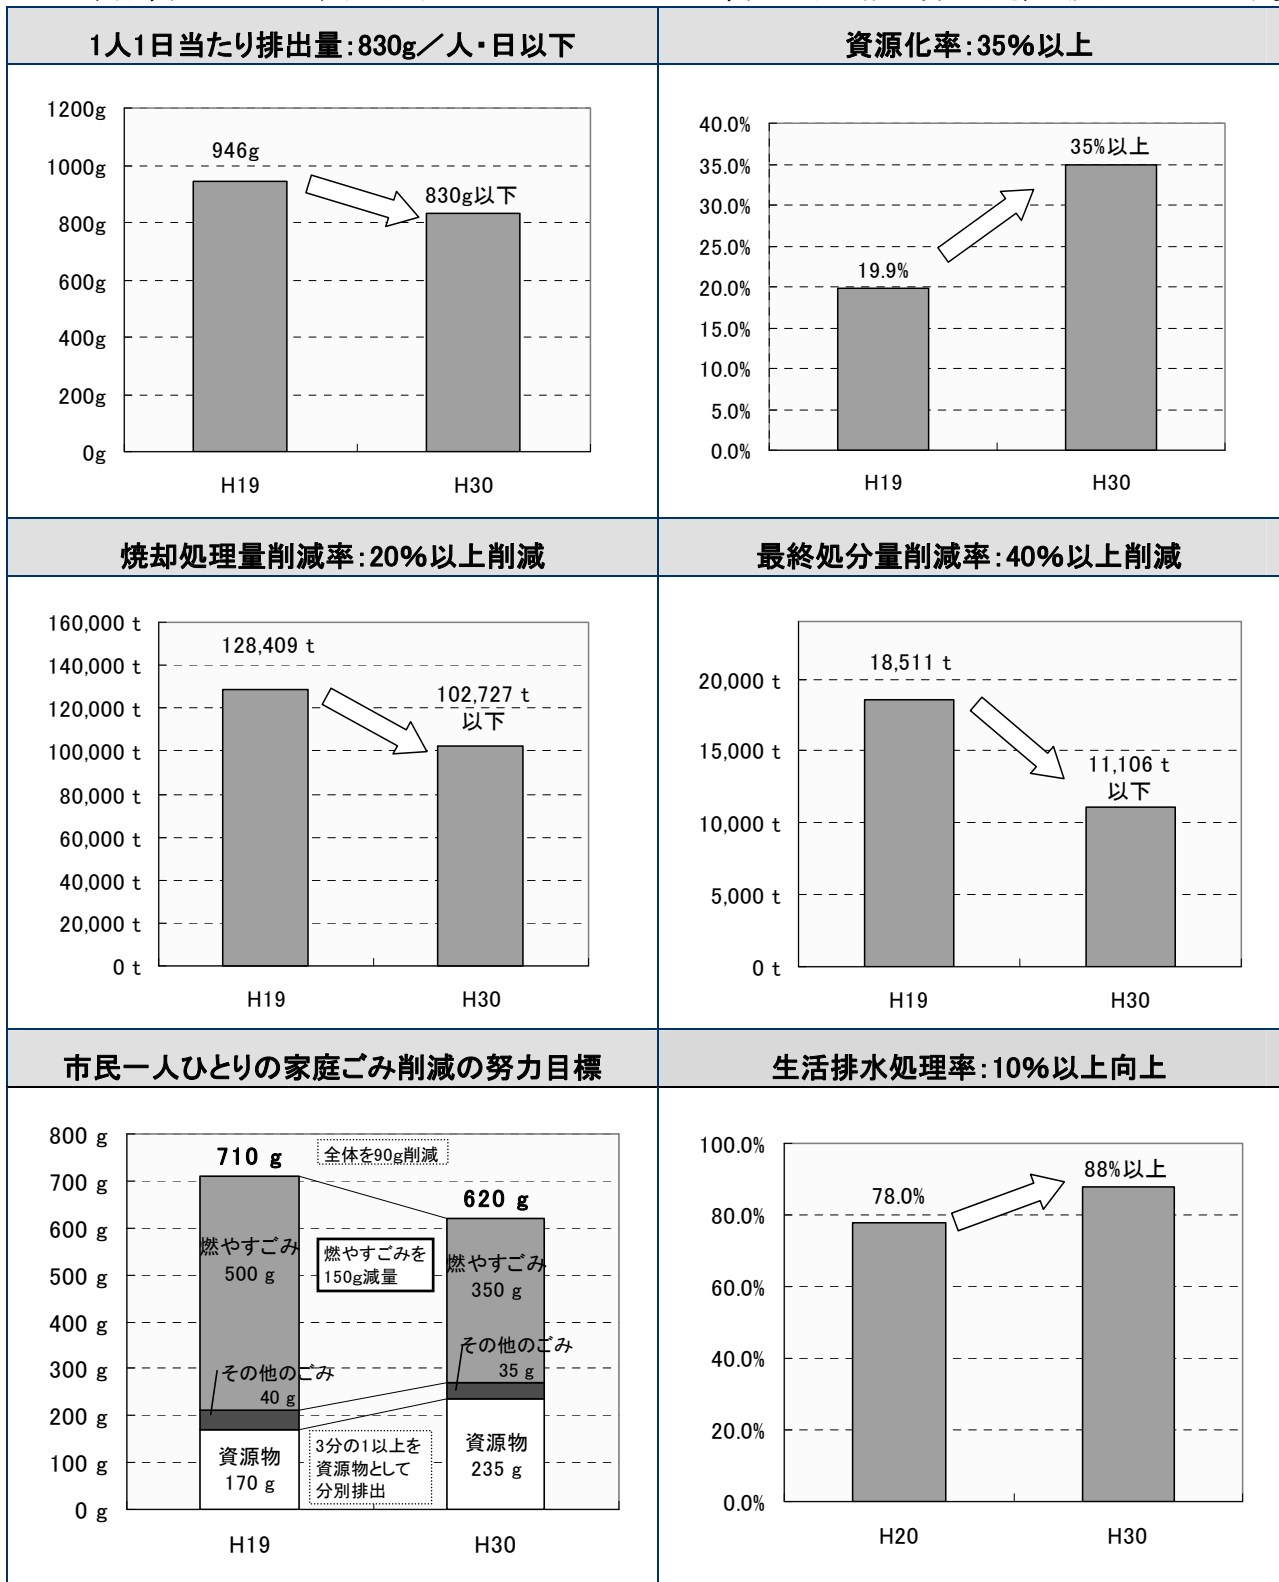 1人1日当たり排出量：830g／人・日以下
1200g
1000g
800g
600g
400g
200g
0g
946g
830g以下
H19
H30
資源化率：35%以上
40.0%
35.0%
30.0%
25.0%
20.0%
15.0%
10.0%
5.0%
0.0%
19.9%
35%以上
H19
H30
焼却処理量削減率：20%以上削減
160,000 t
140,000 t
120,000 t
100,000 t
80,000 t
60,000 t
40,000 t
20,000 t
0 t
128,409 t
102,727 t
以下
H19
H30
最終処分量削減率：40%以上削減
20,000 t
15,000 t
10,000 t
5,000 t
0 t
18,511 t
11,106 t
以下
H19
H30
市民一人ひとりの家庭ごみ削減の努力目標
800 g
700 g
600 g
500 g
400 g
300 g
200 g
100 g
0 g
710 g
全体を90g削減
620 g
燃やすごみ
500 g
燃やすごみを
150g減量
燃やすごみ
350 g
その他のごみ
40 g
その他のごみ
35 g
資源物
170 g
3分の1以上を
資源物として
分別排出
資源物
235 g
H19
H30
生活排水処理率：10%以上向上
100.0%
80.0%
60.0%
40.0%
20.0%
0.0%
78.0%
88%以上
H20
H30